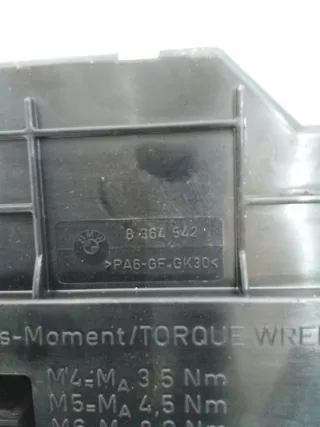 BMW
8 364 542
>PA6-GF.GK30<
s-Moment/TORQUE WRE
M4=MA 3,5 Nm
M5=MA 4,5 Nm